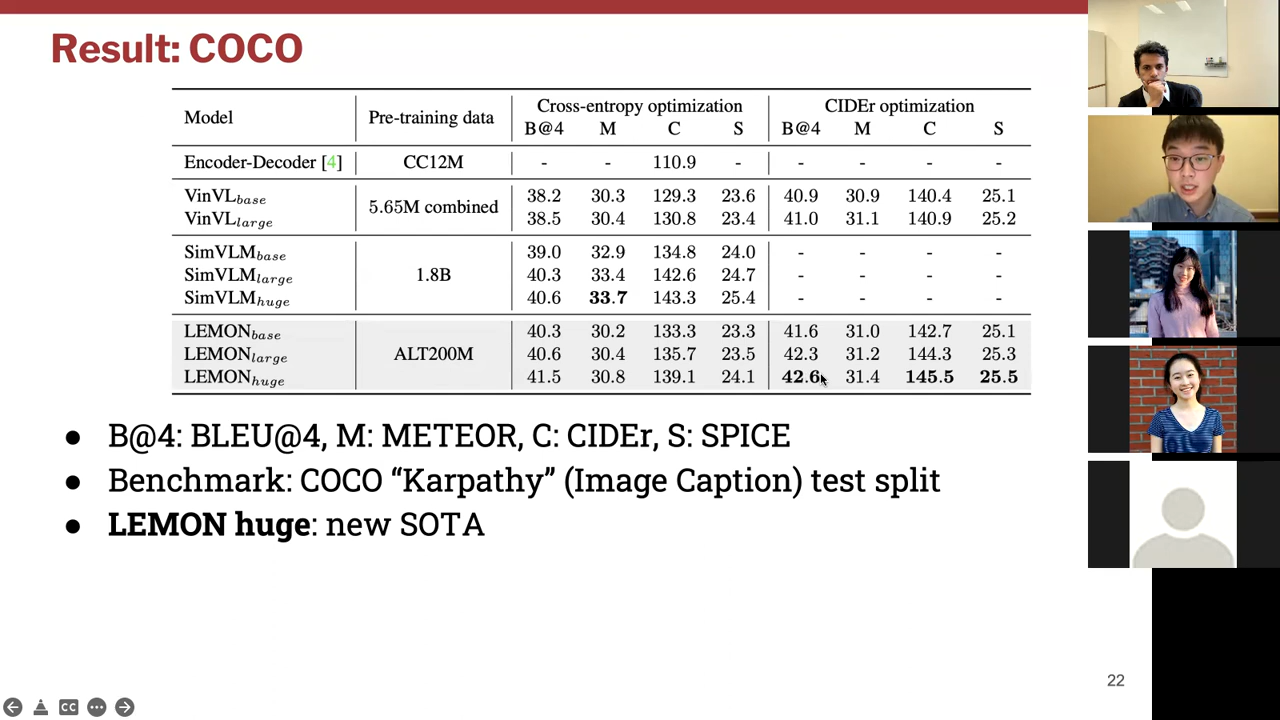 Result: COCO
Model Pre-training data Cross-entropy optimization CIDEr optimization
B@4 M C S B@4 M C S
Encoder-Decoder [4] CC12M - - 110.9 - - - - -
VinVL base 38.2 30.3 129.3 23.6 40.9 30.9 140.4 25.1
5.65M combined
VinVL large 38.5 30.4 130.8 23.4 41.0 31.1 140.9 25.2
SimVLM base 39.0 32.9 134.8 24.0 - - - -
SimVLM large 1.8B 40.3 33.4 142.6 24.7 - - - -
SimVLM huge 40.6 33.7 143.3 25.4 - - - -
LEMON base 40.3 30.2 133.3 23.3 41.6 31.0 142.7 25.1
LEMON large ALT200M 40.6 30.4 135.7 23.5 42.3 31.2 144.3 25.3
LEMON huge 41.5 30.8 139.1 24.1 42.6 31.4 145.5 25.5
● B@4: BLEU@4, M: METEOR, C: CIDEr, S: SPICE
● Benchmark: COCO “Karpathy” (Image Caption) test split
● LEMON huge: new SOTA
22
CC